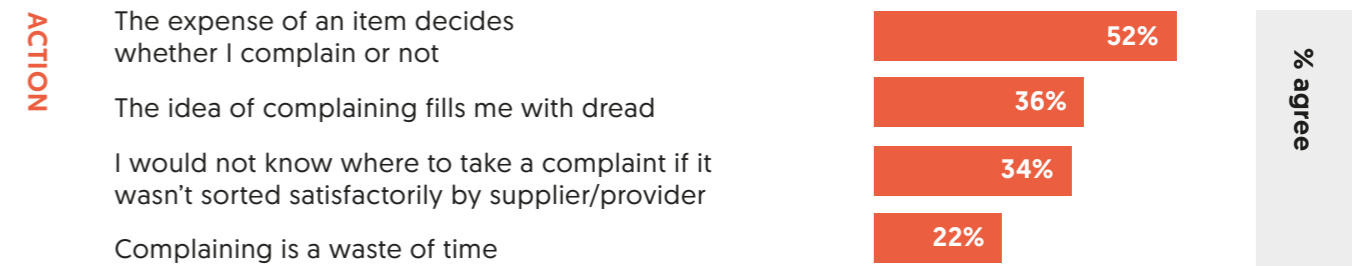 ACTION
The expense of an item decides
whether I complain or not
52%
The idea of complaining fills me with dread
36%
I would not know where to take a complaint if it
wasn’t sorted satisfactorily by supplier/provider
34%
Complaining is a waste of time
22%
% agree